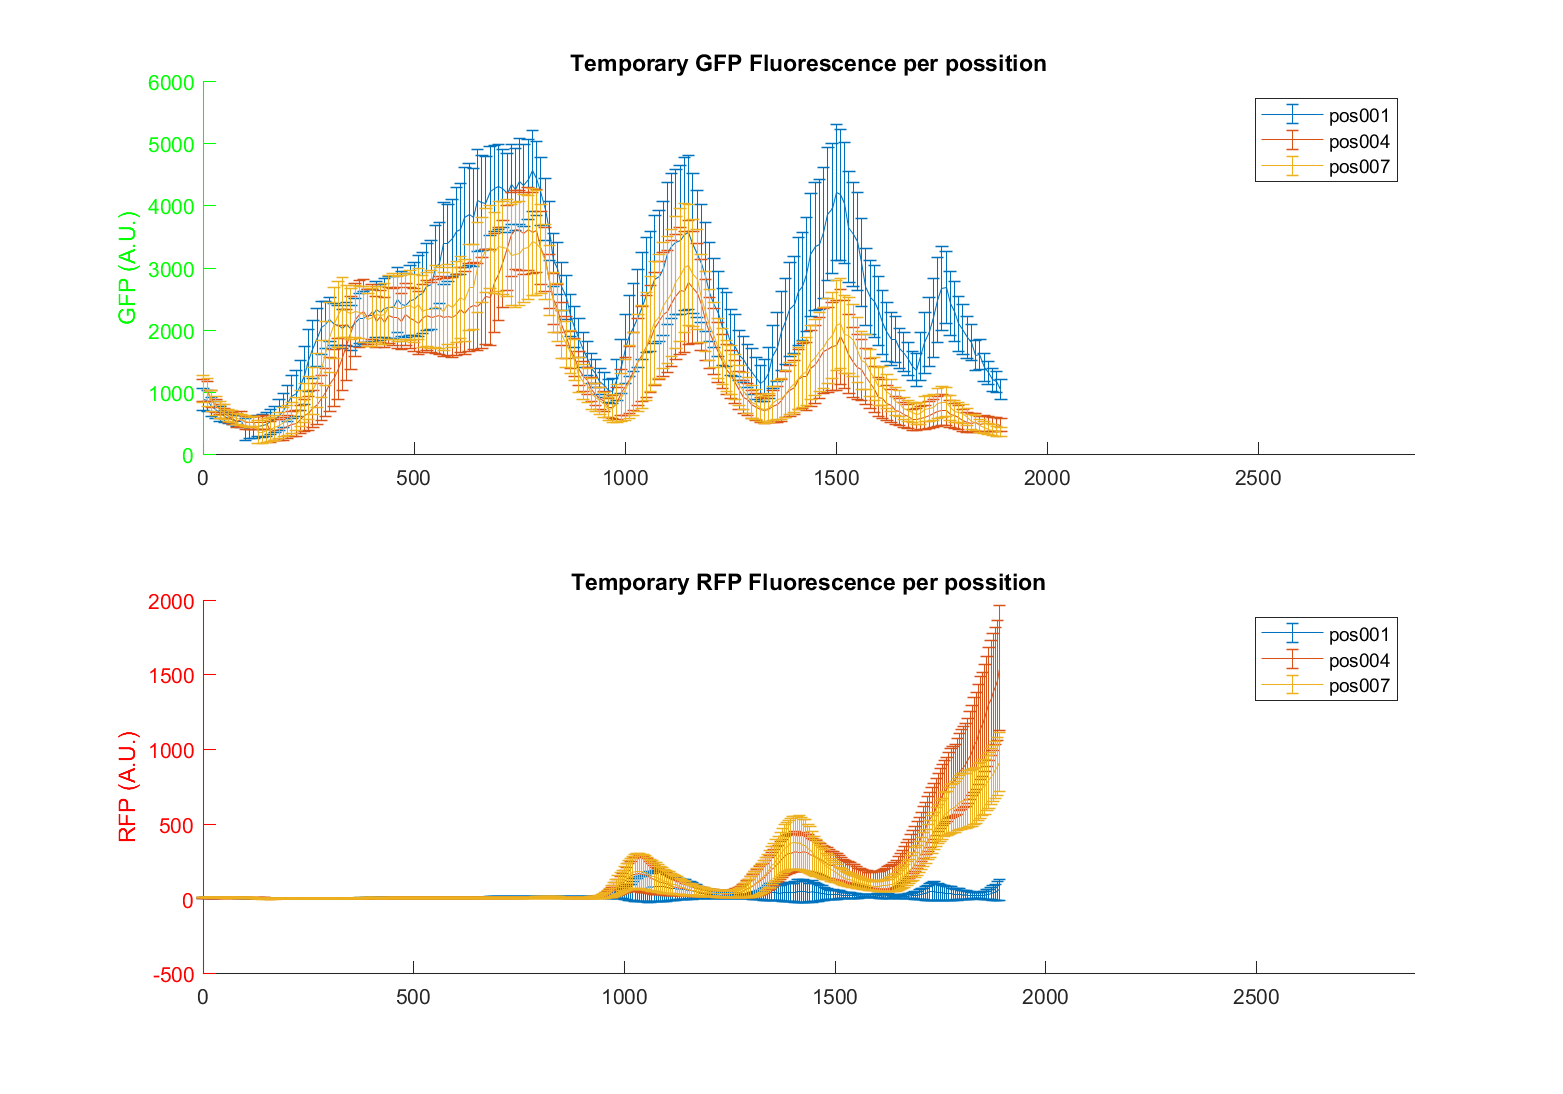 Temporary GFP Fluorescence per possition
6000
5000
4000
3000
2000
1000
0
GFP (A.U.)
0 500 1000 1500 2000 2500
pos001
pos004
pos007
Temporary RFP Fluorescence per possition
2000
1500
1000
500
0
-500
RFP (A.U.)
0 500 1000 1500 2000 2500
pos001
pos004
pos007